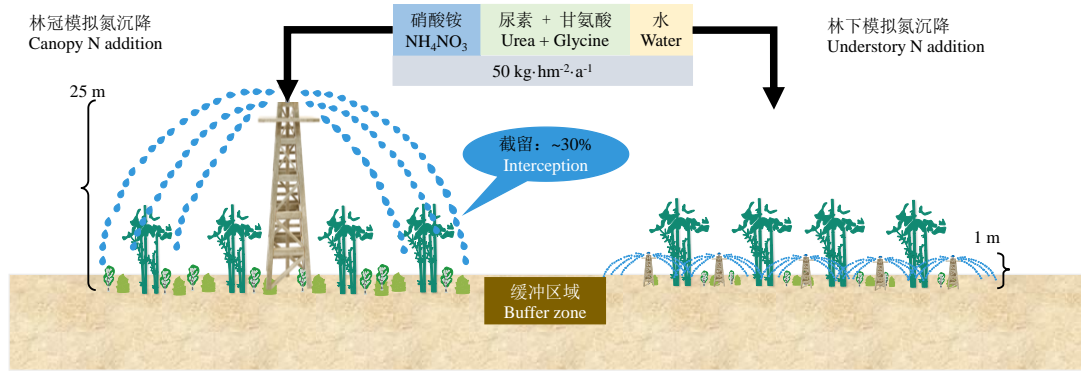 林冠模拟氮沉降
Canopy N addition
硝酸铵
NH₄NO₃
尿素 + 甘氨酸
Urea + Glycine
水
Water
50 kg·hm⁻²·a⁻¹
林下模拟氮沉降
Understory N addition
25 m
截留：~30%
Interception
1 m
缓冲区域
Buffer zone